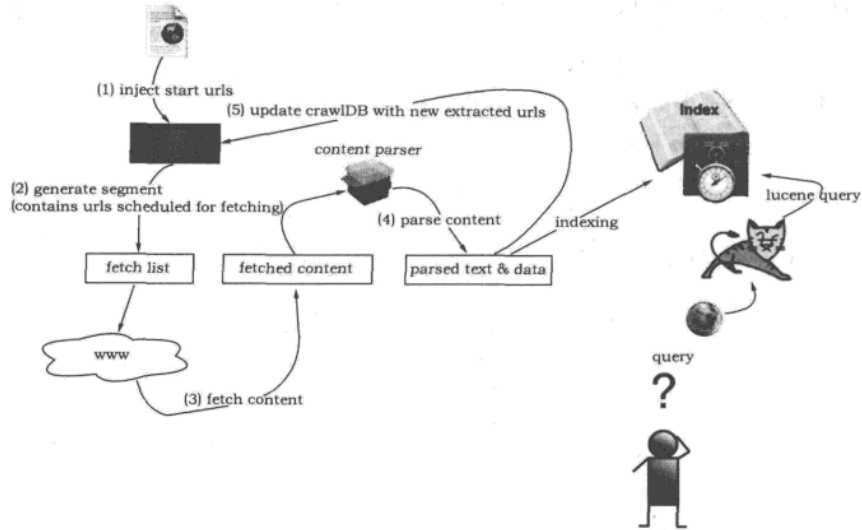 (1) inject start urls
(5) update crawlDB with new extracted urls
Index
content parser
(2) generate segment
(contains urls scheduled for fetching)
(4) parse content
indexing
lucene query
fetch list
fetched content
parsed text & data
www
(3) fetch content
query
?